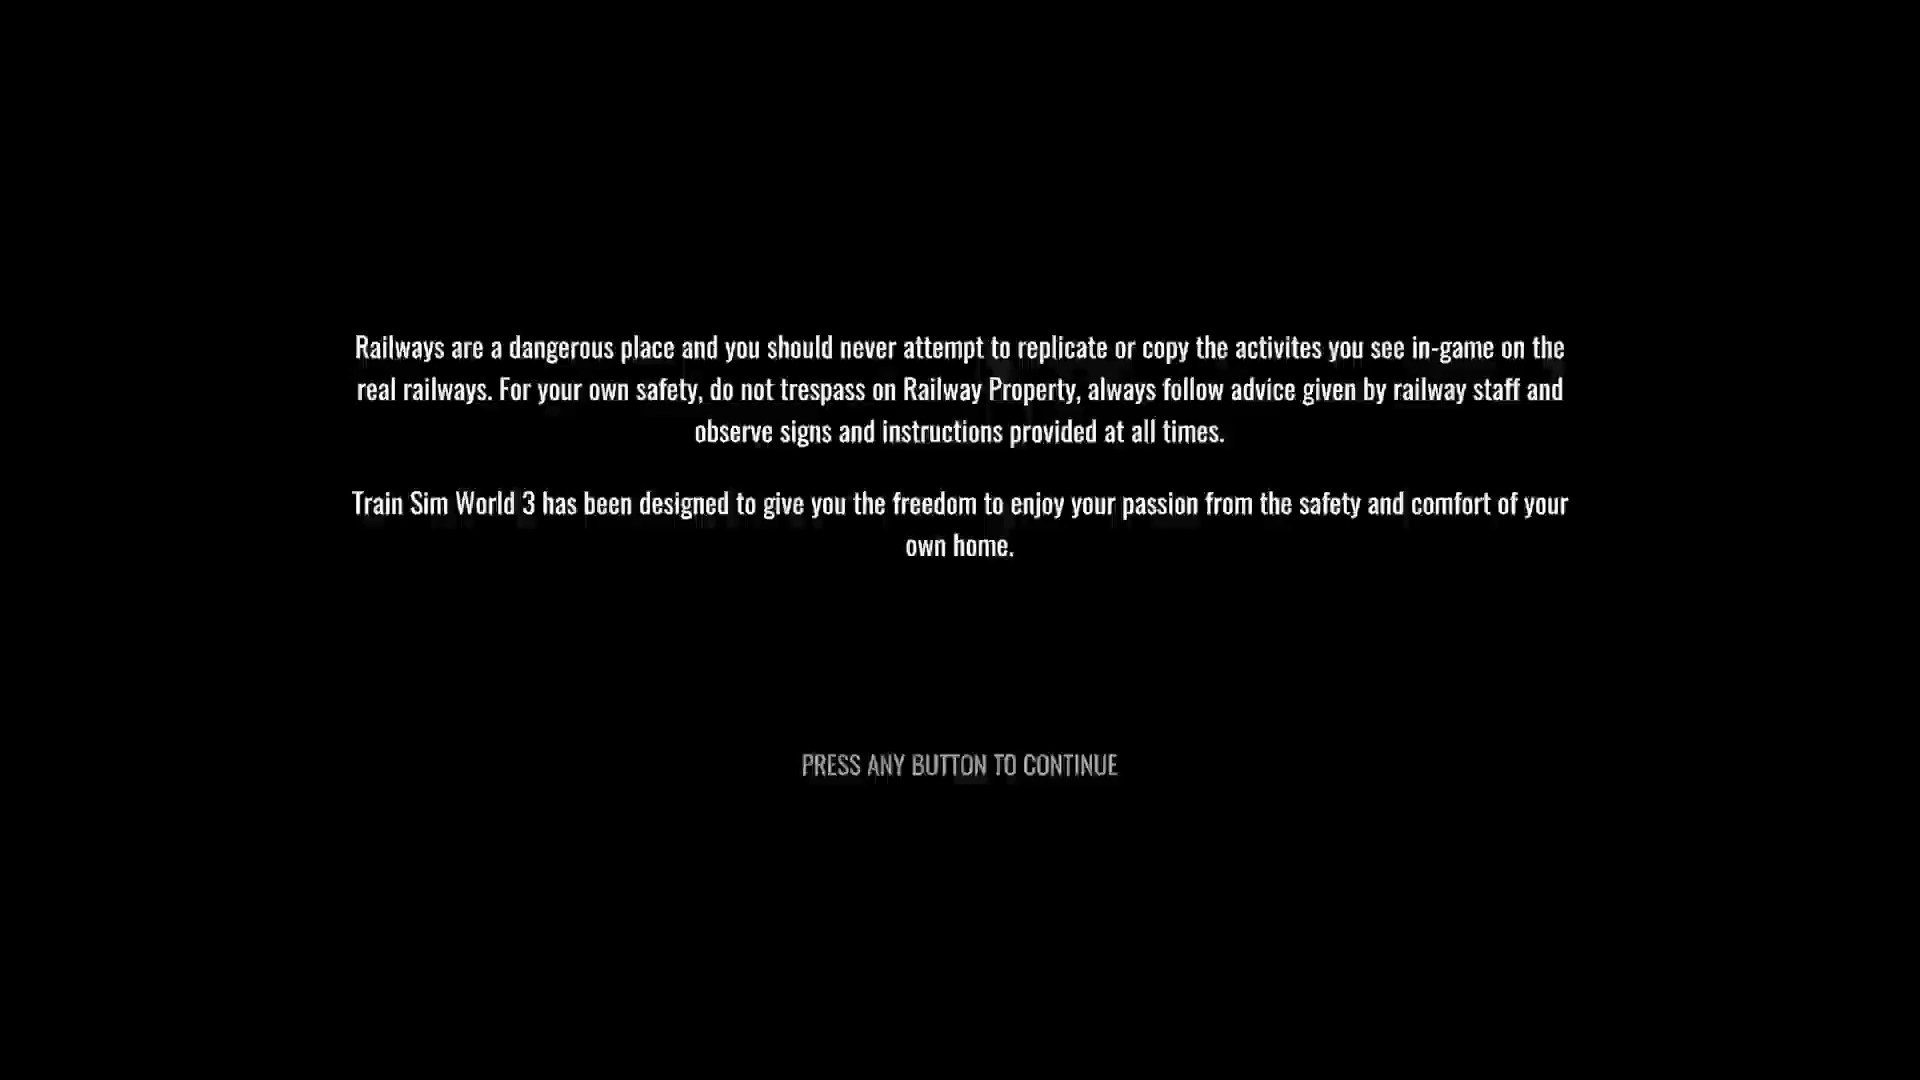 Railways are a dangerous place and you should never attempt to replicate or copy the activites you see in-game on the
real railways. For your own safety, do not trespass on Railway Property, always follow advice given by railway staff and
observe signs and instructions provided at all times.
Train Sim World 3 has been designed to give you the freedom to enjoy your passion from the safety and comfort of your
own home.
PRESS ANY BUTTON TO CONTINUE